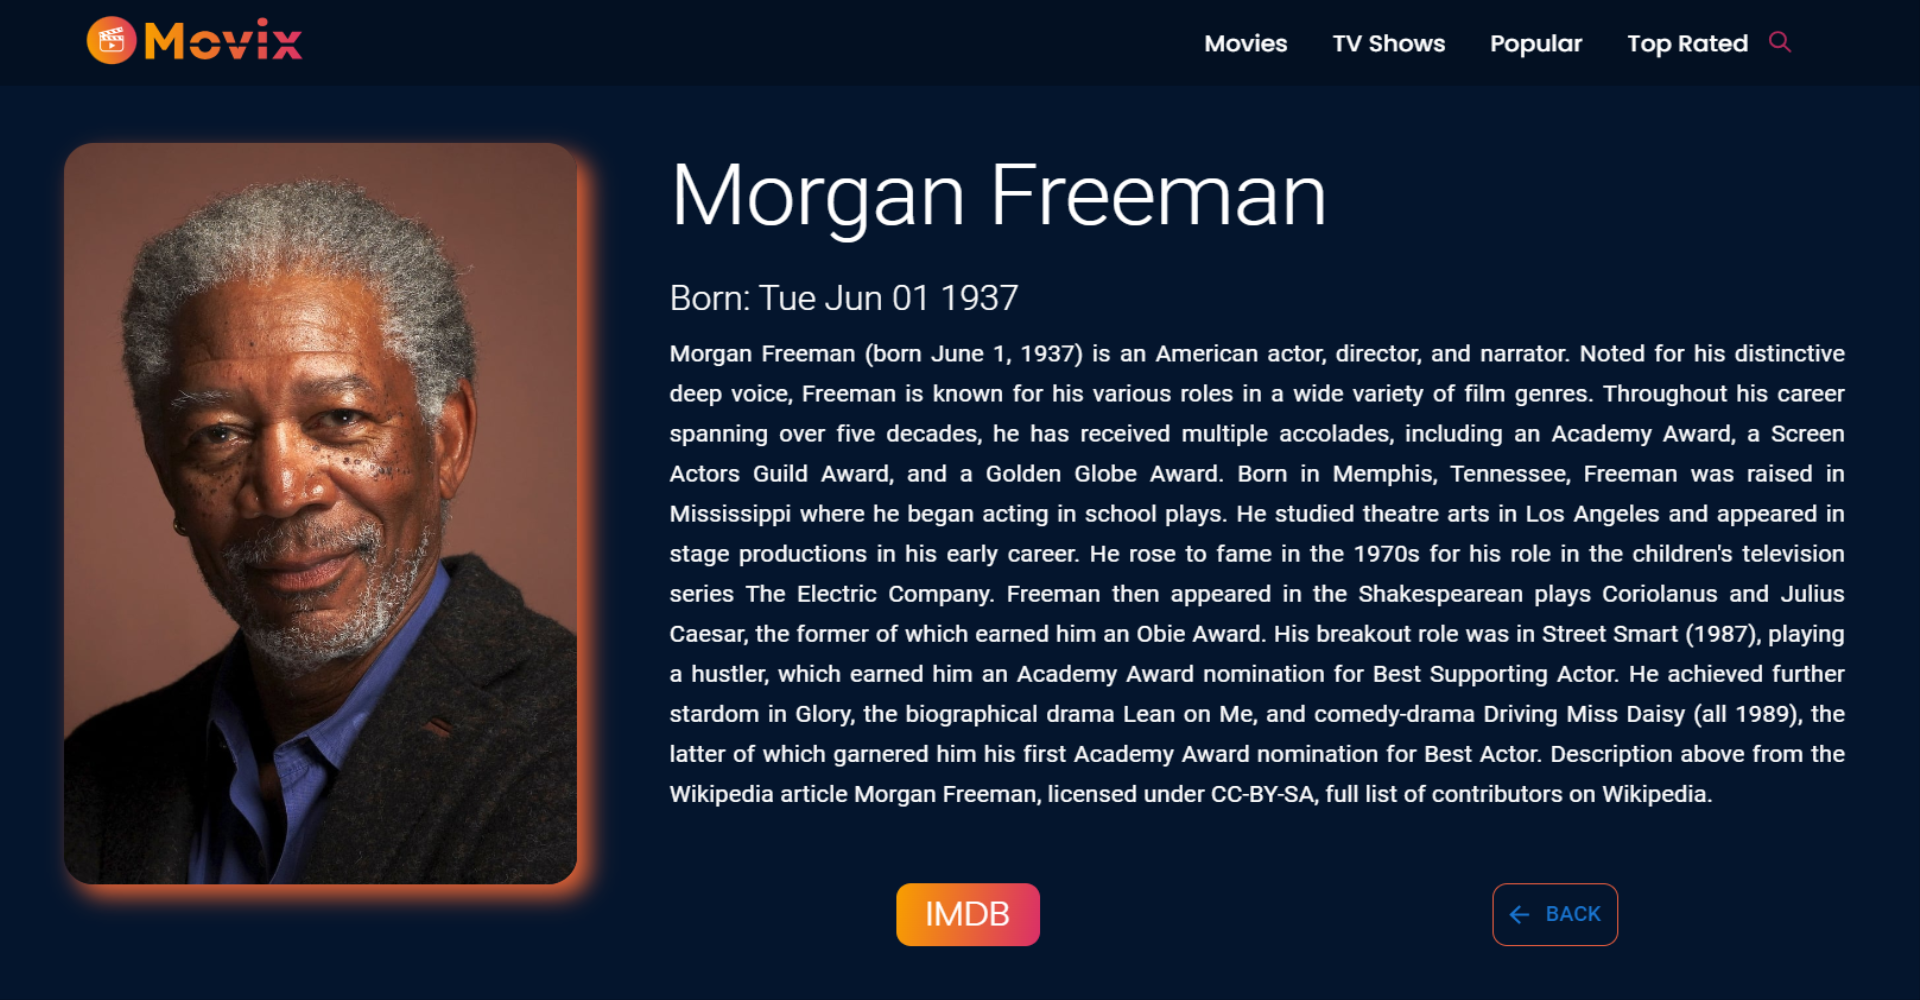 Movix
Movies TV Shows Popular Top Rated
Morgan Freeman
Born: Tue Jun 01 1937
Morgan Freeman (born June 1, 1937) is an American actor, director, and narrator. Noted for his distinctive
deep voice, Freeman is known for his various roles in a wide variety of film genres. Throughout his career
spanning over five decades, he has received multiple accolades, including an Academy Award, a Screen
Actors Guild Award, and a Golden Globe Award. Born in Memphis, Tennessee, Freeman was raised in
Mississippi where he began acting in school plays. He studied theatre arts in Los Angeles and appeared in
stage productions in his early career. He rose to fame in the 1970s for his role in the children's television
series The Electric Company. Freeman then appeared in the Shakespearean plays Coriolanus and Julius
Caesar, the former of which earned him an Obie Award. His breakout role was in Street Smart (1987), playing
a hustler, which earned him an Academy Award nomination for Best Supporting Actor. He achieved further
stardom in Glory, the biographical drama Lean on Me, and comedy-drama Driving Miss Daisy (all 1989), the
latter of which garnered him his first Academy Award nomination for Best Actor. Description above from the
Wikipedia article Morgan Freeman, licensed under CC-BY-SA, full list of contributors on Wikipedia.
IMDB
BACK